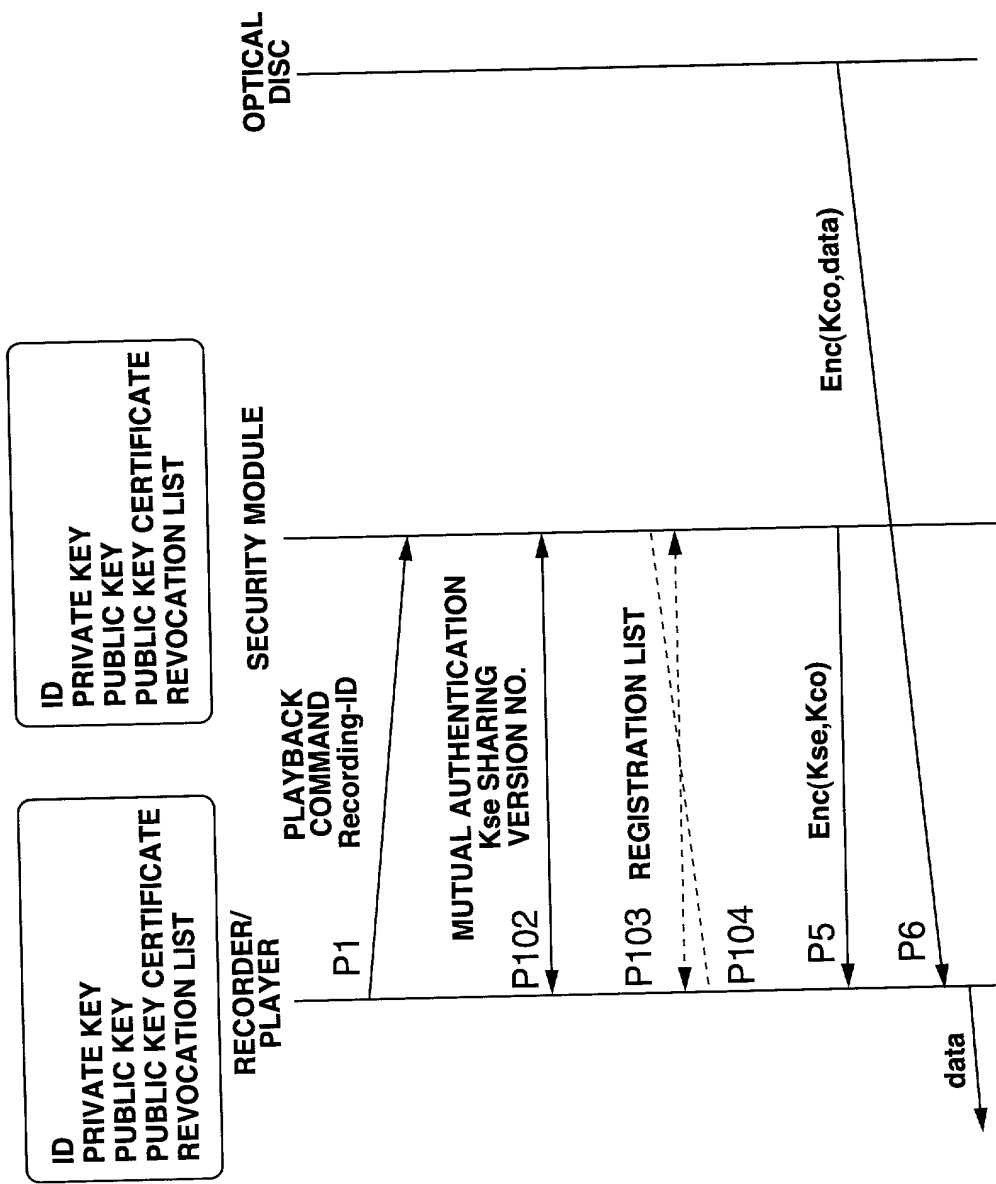 ID
PRIVATE KEY
PUBLIC KEY
PUBLIC KEY CERTIFICATE
REVOCATION LIST
ID
PRIVATE KEY
PUBLIC KEY
PUBLIC KEY CERTIFICATE
REVOCATION LIST
RECORDER/
PLAYER
SECURITY MODULE
OPTICAL
DISC
PLAYBACK
COMMAND
Recording-ID
P1
MUTUAL AUTHENTICATION
Kse SHARING
VERSION NO.
P102
P103 REGISTRATION LIST
P104
P5
Enc(Kse,Kco)
Enc(Kco,data)
P6
data